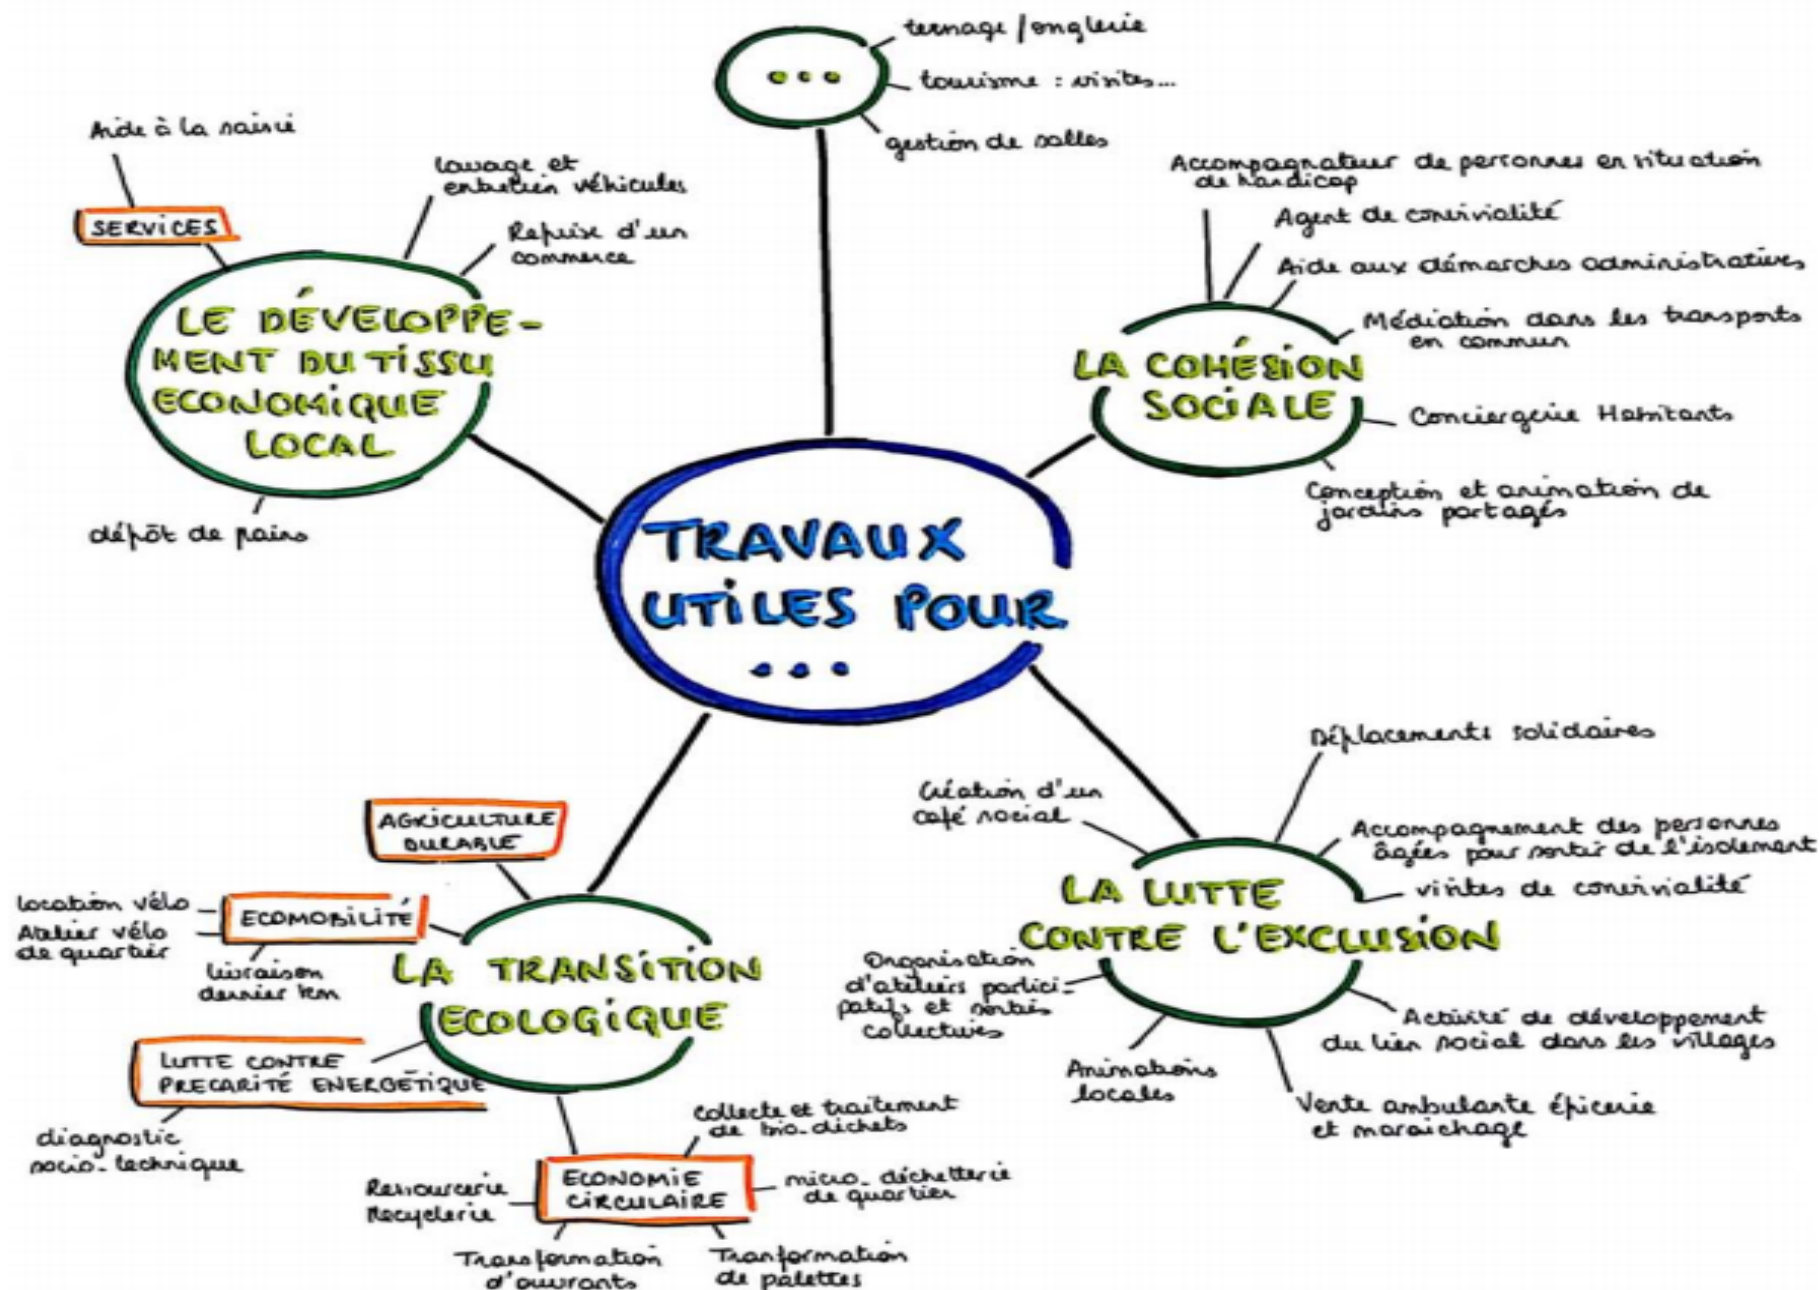 ternage / onglerie
tourisme : visites...
gestion de salles
...
Aide à la saisie
SERVICES
lavage et
entretien véhicules
Reprise d'un
commerce
LE DÉVELOPPE-
MENT DU TISSU
ECONOMIQUE
LOCAL
dépôt de pains
Accompagnateur de personnes en situation
de handicap
Agent de convivialité
Aide aux démarches administratives
Médiation dans les transports
en commun
LA COHÉSION
SOCIALE
Conciergerie Habitants
Conception et animation de
jardins partagés
TRAVAUX
UTILES POUR
...
AGRICULTURE
DURABLE
location vélo
Atelier vélo
de quartier
ECOMOBILITÉ
livraison
dernier km
LA TRANSITION
ECOLOGIQUE
LUTTE CONTRE
PRECARITÉ ENERGÉTIQUE
diagnostic
socio-technique
Collecte et traitement
de bio-déchets
Ressourcerie
Recyclerie
ECONOMIE
CIRCULAIRE
micro-déchetterie
de quartier
Transformation
d'ouvrants
Tranformation
de palettes
Déplacements solidaires
Création d'un
café social
Accompagnement des personnes
âgées pour sortir de l'isolement
visites de convivialité
LA LUTTE
CONTRE L'EXCLUSION
Organisation
d'ateliers partici-
patifs et sorties
collectives
Animations
locales
Activité de développement
du lien social dans les villages
Vente ambulante épicerie
et maraichage